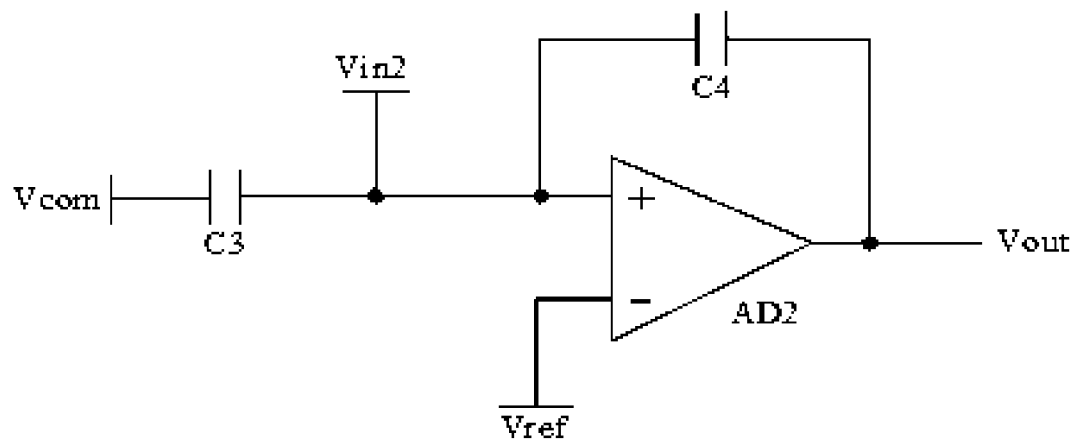 C4
Vin2
Vcom
C3
+
Vout
-
AD2
Vref